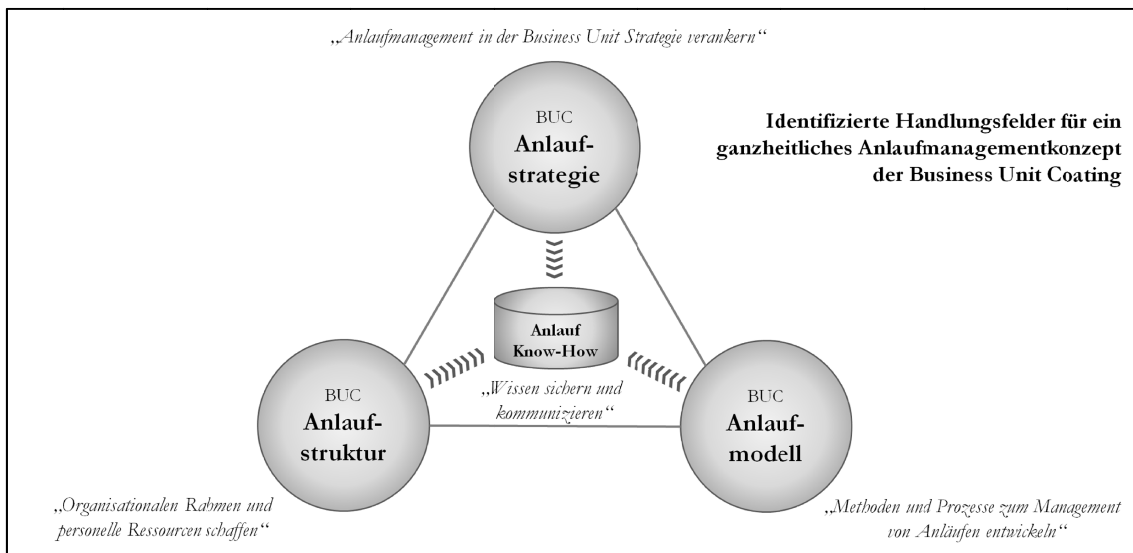 „Anlaufmanagement in der Business Unit Strategie verankern“
BUC
Anlauf-
strategie
Identifizierte Handlungsfelder für ein
ganzheitliches Anlaufmanagementkonzept
der Business Unit Coating
Anlauf
Know-How
„Wissen sichern und
kommunizieren“
BUC
Anlauf-
struktur
BUC
Anlauf-
modell
„Organisationalen Rahmen und
personelle Ressourcen schaffen“
„Methoden und Prozesse zum Management
von Anläufen entwickeln“